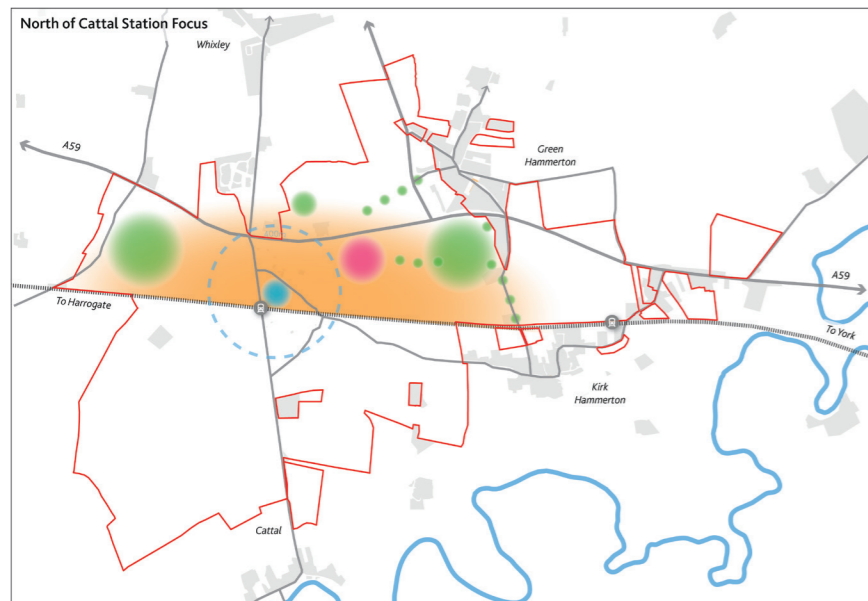 North of Cattal Station Focus
Whixley
A59
Green
Hammerton
To Harrogate
A59
To York
Kirk
Hammerton
Cattal